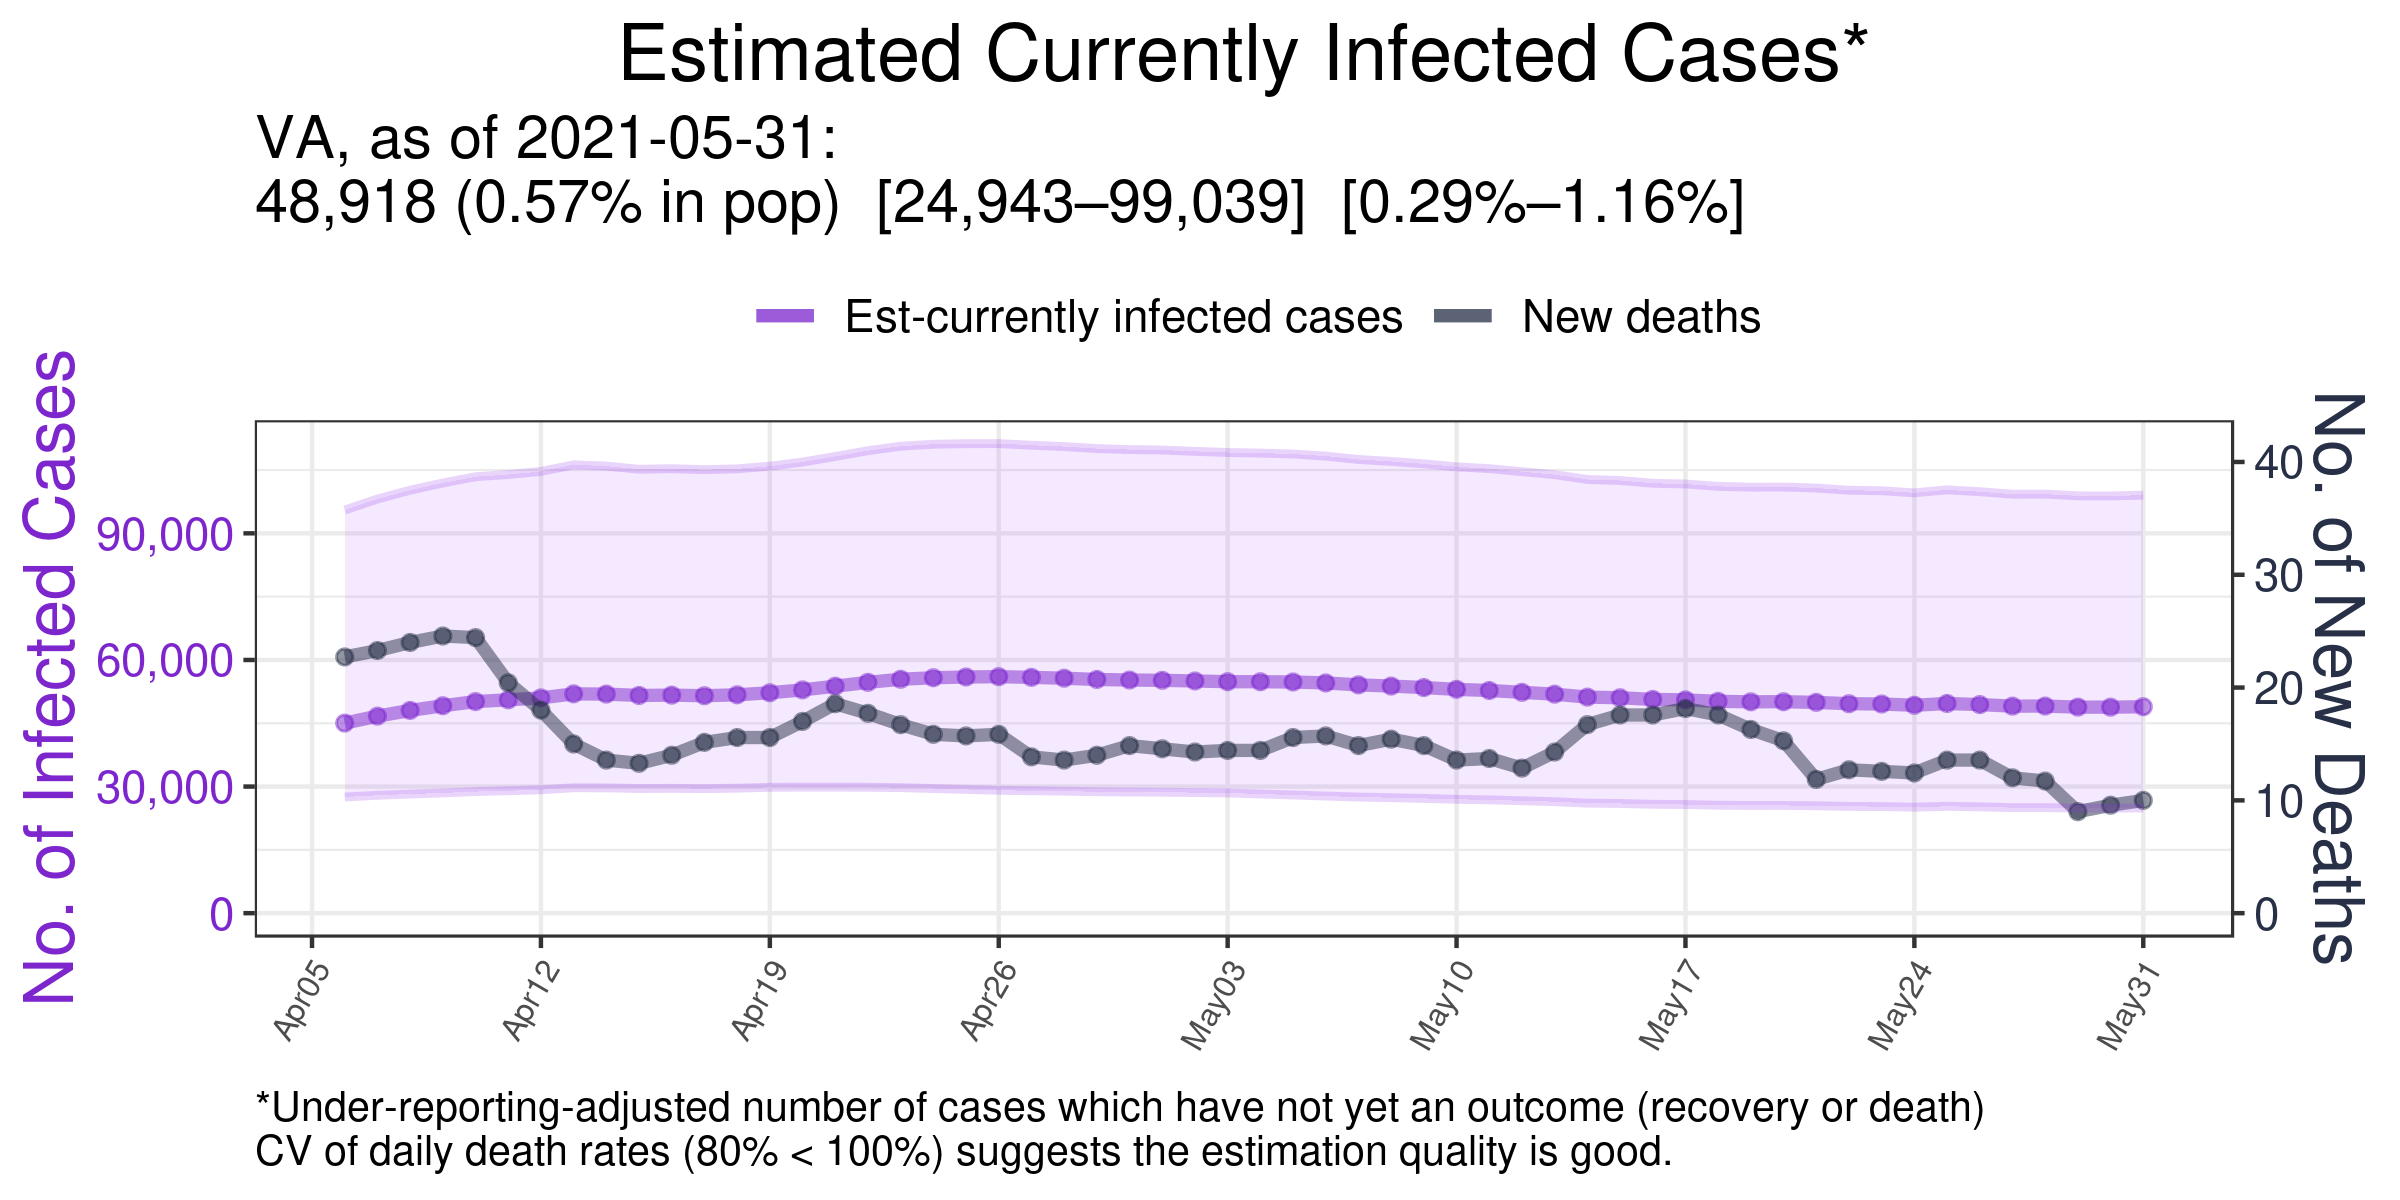 Estimated Currently Infected Cases*
VA, as of 2021-05-31:
48,918 (0.57% in pop)  [24,943–99,039]  [0.29%–1.16%]
Est-currently infected cases
New deaths
No. of Infected Cases
90,000
60,000
30,000
0
40
30
20
10
0
No. of New Deaths
Apr05
Apr12
Apr19
Apr26
May03
May10
May17
May24
May31
*Under-reporting-adjusted number of cases which have not yet an outcome (recovery or death)
CV of daily death rates (80% < 100%) suggests the estimation quality is good.